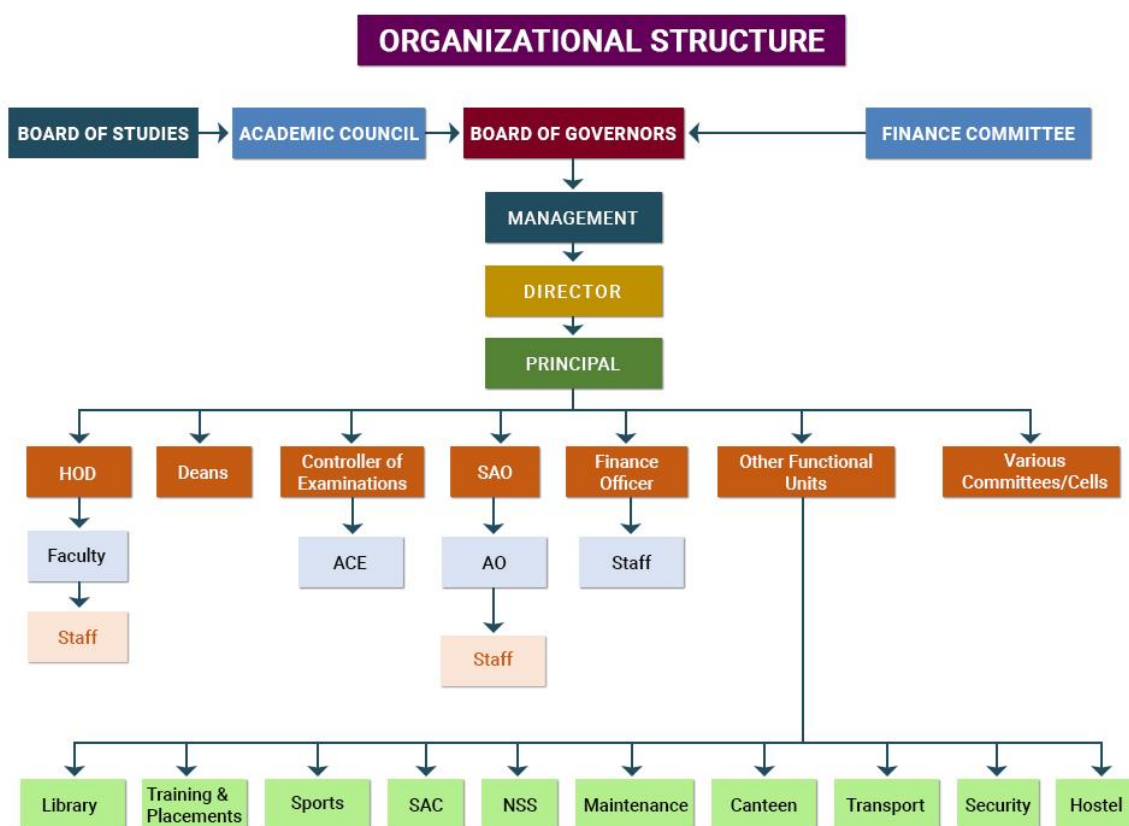 ORGANIZATIONAL STRUCTURE
BOARD OF STUDIES
ACADEMIC COUNCIL
BOARD OF GOVERNORS
FINANCE COMMITTEE
MANAGEMENT
DIRECTOR
PRINCIPAL
HOD
Deans
Controller of
Examinations
SAO
Finance
Officer
Other Functional
Units
Various
Committees/Cells
Faculty
ACE
AO
Staff
Staff
Staff
Library
Training &
Placements
Sports
SAC
NSS
Maintenance
Canteen
Transport
Security
Hostel